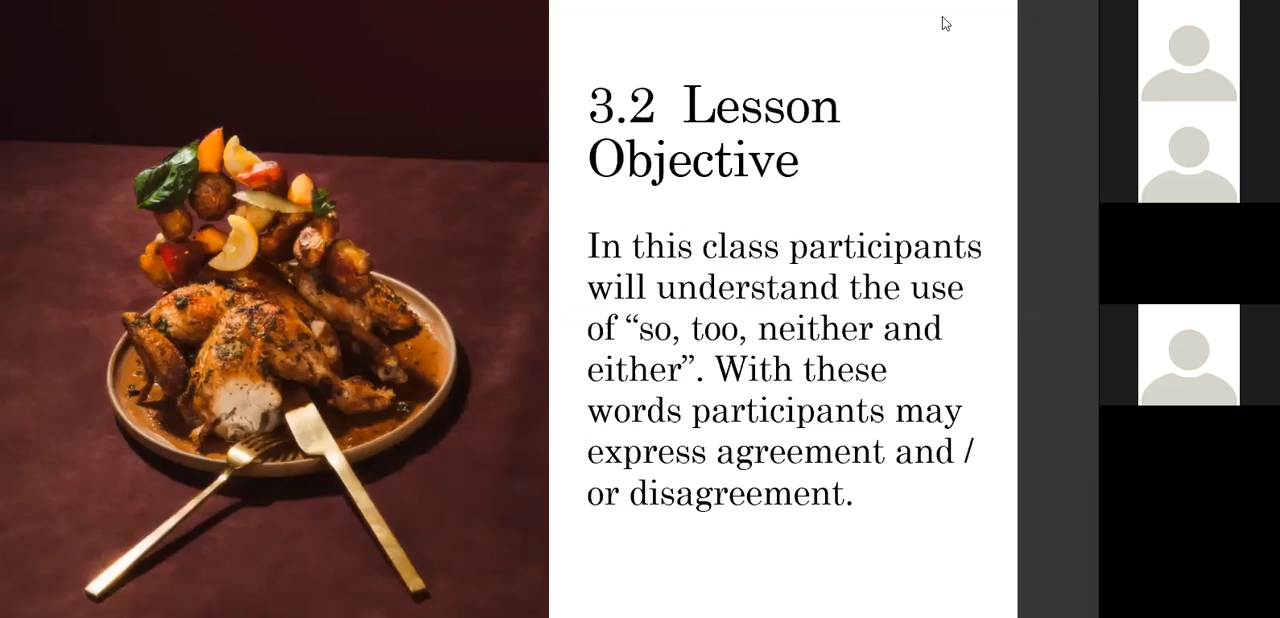 3.2  Lesson
Objective
In this class participants
will understand the use
of “so, too, neither and
either”. With these
words participants may
express agreement and /
or disagreement.